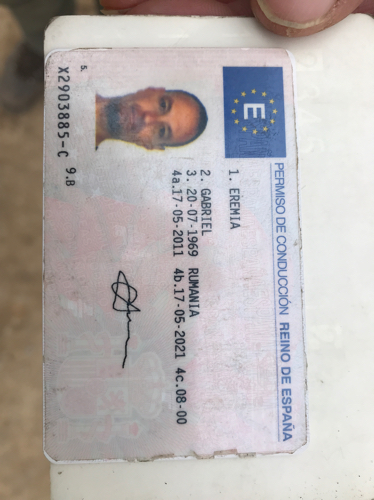 E
PERMISO DE CONDUCCIÓN REINO DE ESPAÑA
1. EREMIA
2. GABRIEL
3. 20-07-1969 RUMANIA
4a.17-05-2011 4b.17-05-2021 4c.08-00
5.
X2903885-C 9.B